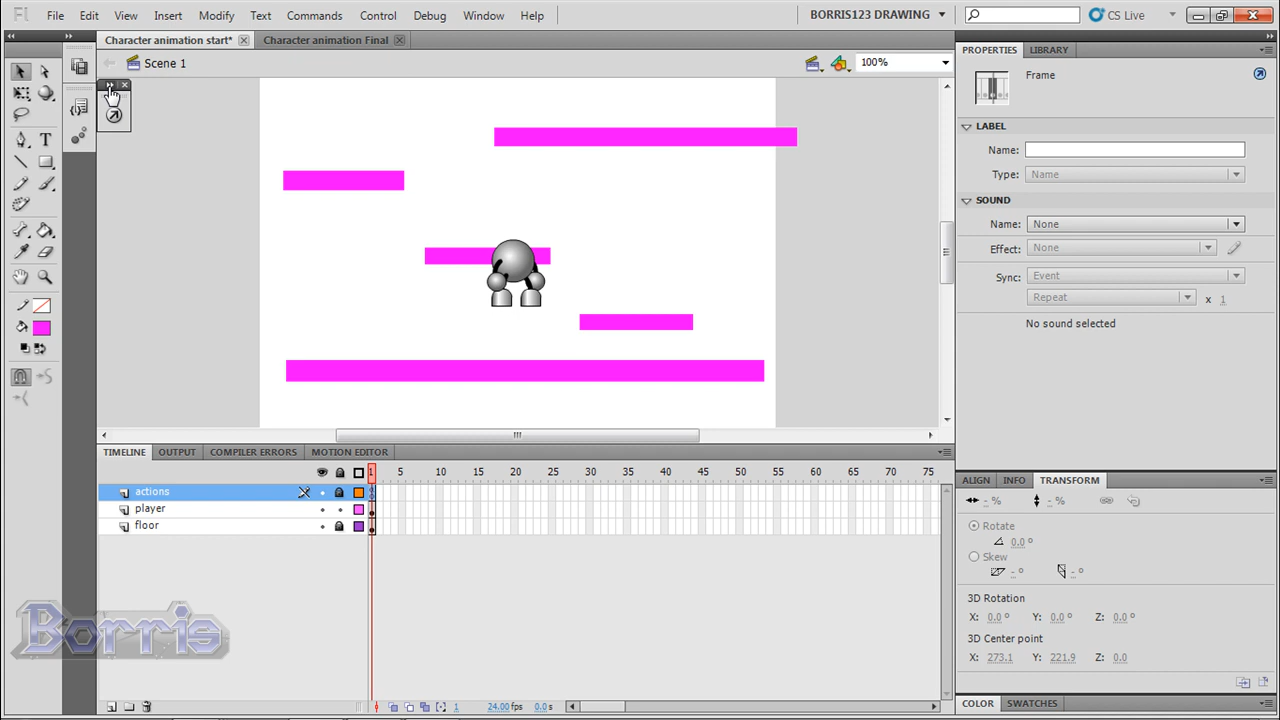 Fl File Edit View Insert Modify Text Commands Control Debug Window Help BORRIS123 DRAWING CS Live
Character animation start* Character animation Final
Scene 1 100%
PROPERTIES LIBRARY
Frame
LABEL
Name:
Type: Name
SOUND
Name: None
Effect: None
Sync: Event
Repeat x 1
No sound selected
TIMELINE OUTPUT COMPILER ERRORS MOTION EDITOR
1 5 10 15 20 25 30 35 40 45 50 55 60 65 70 75
actions
player
floor
ALIGN INFO TRANSFORM
- % - %
Rotate
0.0 °
Skew
- ° - °
3D Rotation
X: 0.0 ° Y: 0.0 ° Z: 0.0 °
3D Center point
X: 273.1 Y: 221.9 Z: 0.0
Borris
1 24.00 fps 0.0 s
COLOR SWATCHES